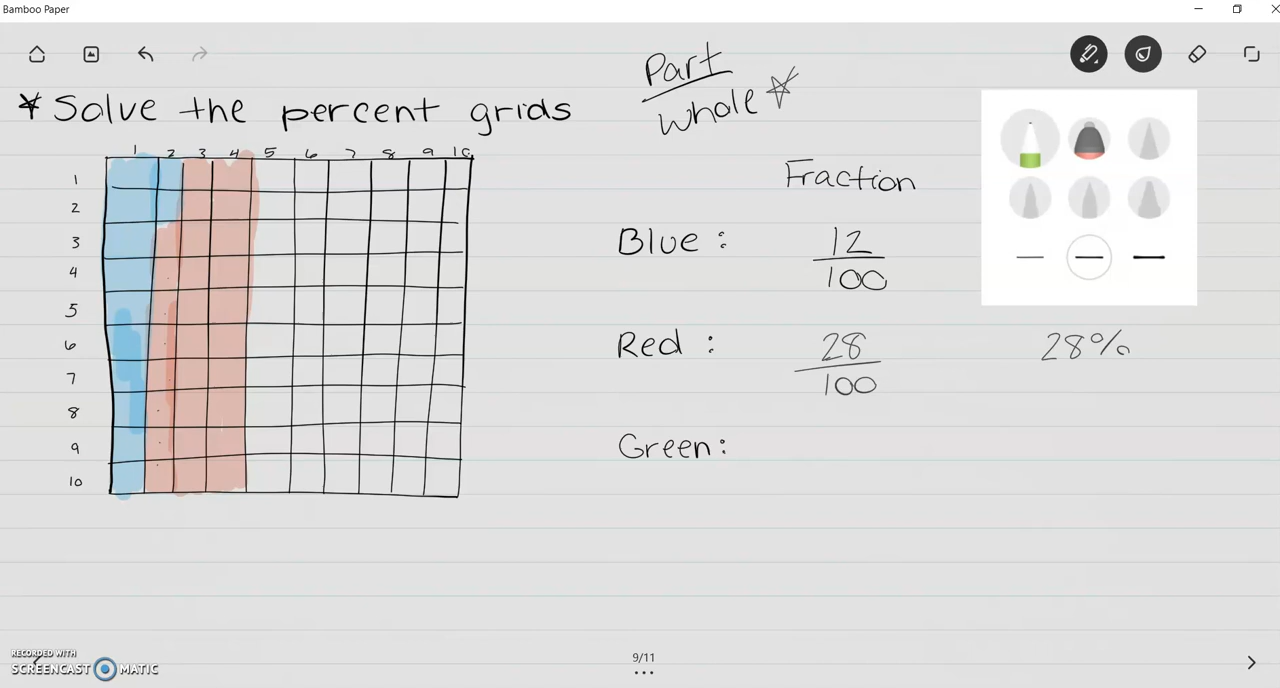 Bamboo Paper
Part
* Solve the percent grids
whole
1 2 3 4 5 6 7 8 9 10
1
2
3
4
5
6
7
8
9
10
Fraction
Blue : 12
100
Red : 28 28%
100
Green :
RECORDED WITH
SCREENCAST MATIC
9/11